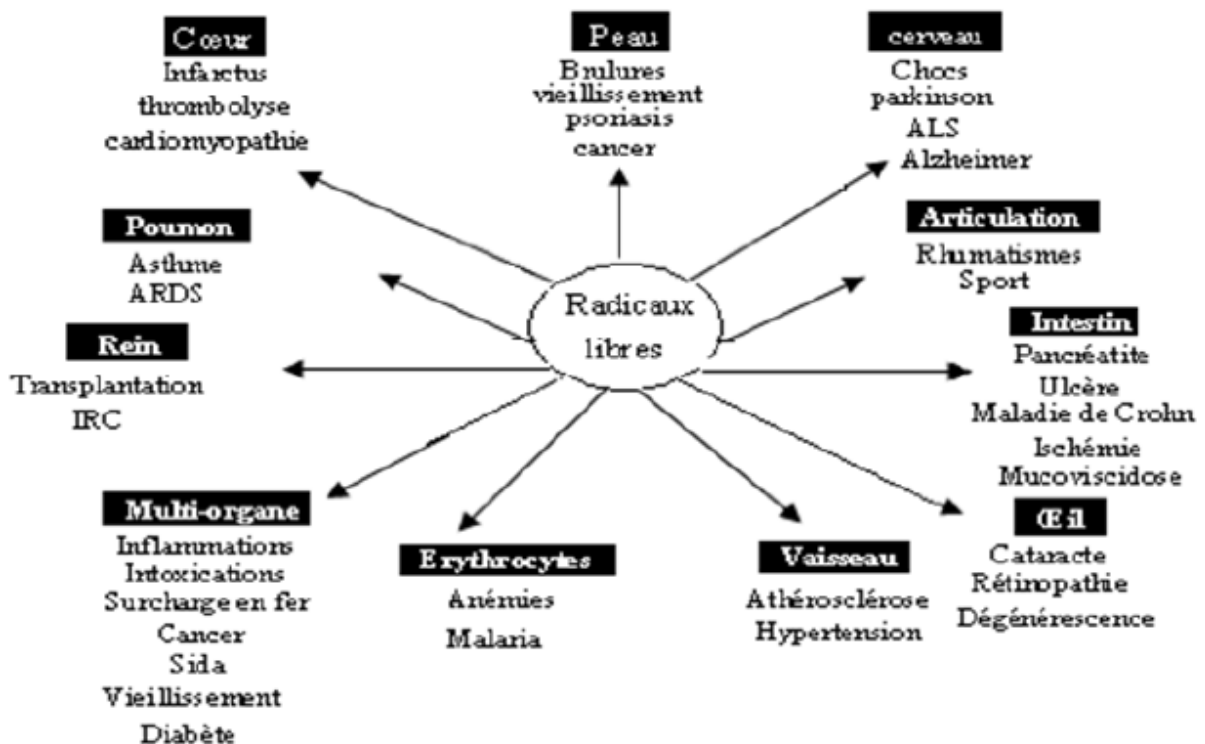 Cœur
Infarctus
thrombolyse
cardiomyopathie
Peau
Brulures
vieillissement
psoriasis
cancer
cerveau
Chocs
parkinson
ALS
Alzheimer
Poumon
Asthme
ARDS
Articulation
Rhumatismes
Sport
Radicaux
libres
Rein
Transplantation
IRC
Intestin
Pancréatite
Ulcère
Maladie de Crohn
Ischémie
Mucoviscidose
Multi-organe
Inflammations
Intoxications
Surcharge en fer
Cancer
Sida
Vieillissement
Diabète
Erythrocytes
Anémies
Malaria
Vaisseau
Athérosclérose
Hypertension
Œil
Cataracte
Rétinopathie
Dégénérescence